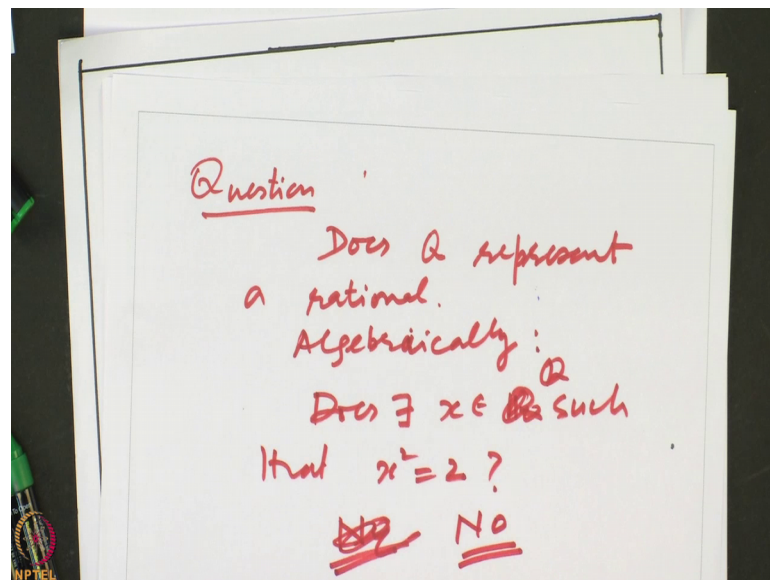 Question
Does Q represent
a rational.
Algebraically:
Does ∃ x ∈ Q such
that x² = 2 ?
NO
NPTEL